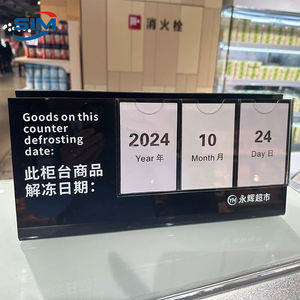 SIM
消火栓
Goods on this
counter
defrosting
date:
此柜台商品
解冻日期：
2024
Year 年
10
Month 月
24
Day 日
YH 永辉超市